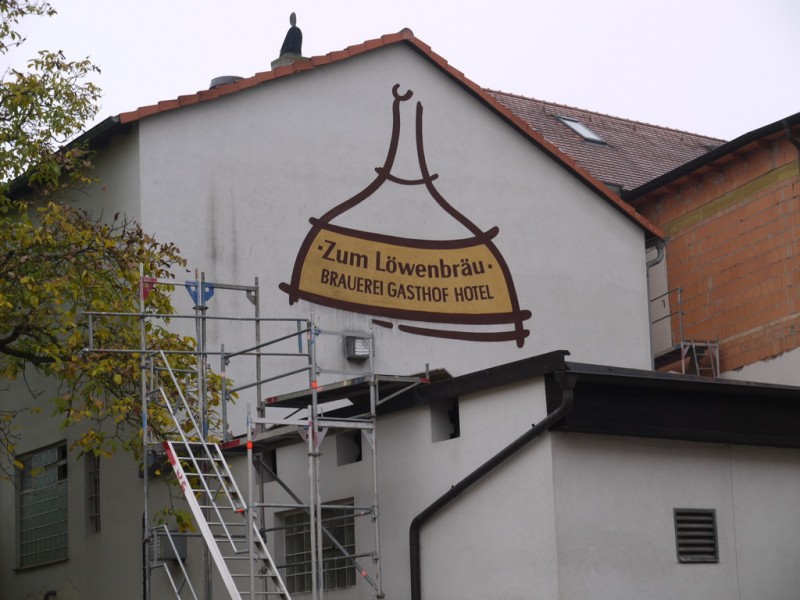 ·Zum Löwenbräu·
BRAUEREI GASTHOF HOTEL